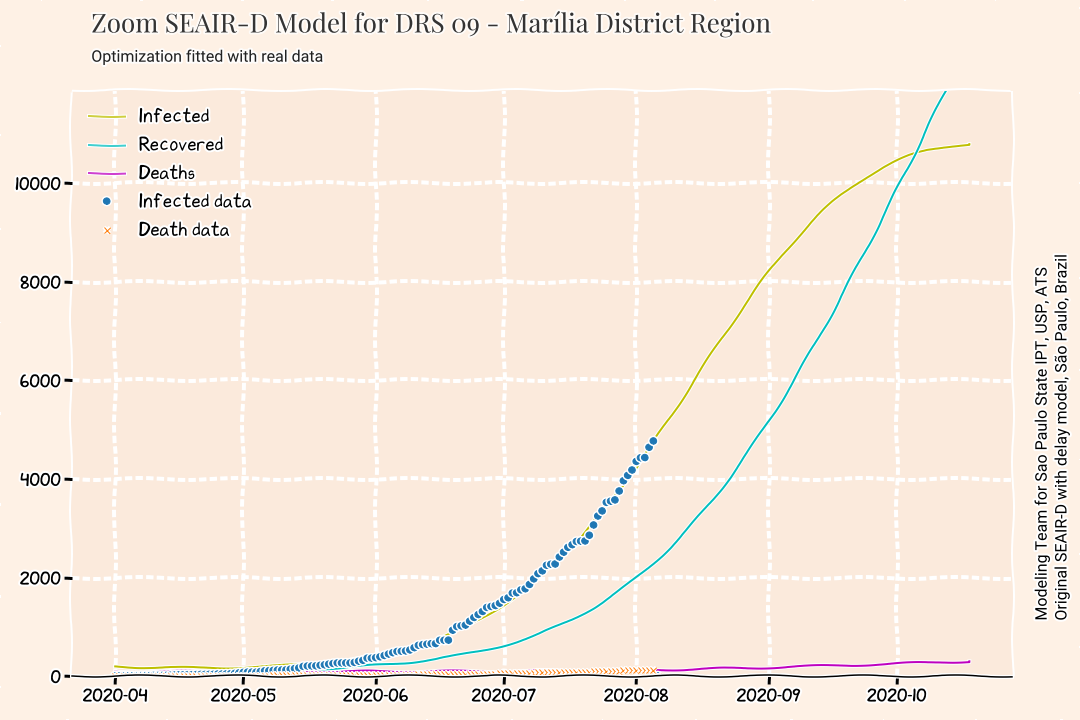 Zoom SEAIR-D Model for DRS 09 - Marília District Region
Optimization fitted with real data
Infected
Recovered
Deaths
Infected data
Death data
10000
8000
6000
4000
2000
0
2020-04
2020-05
2020-06
2020-07
2020-08
2020-09
2020-10
Modeling Team for Sao Paulo State IPT, USP, ATS
Original SEAIR-D with delay model, São Paulo, Brazil